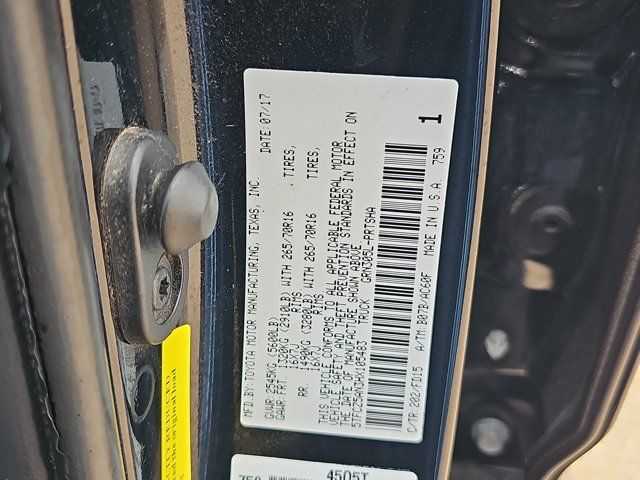 MFD.BY: TOYOTA MOTOR MANUFACTURING, TEXAS, INC. DATE: 07/17
GVWR: 2545KG (5600LB)
GAWR: FRT. 1320KG (2910LB) WITH 265/70R16 TIRES,
16x7J RIMS
RR. 1490KG (3280LB) WITH 265/70R16 TIRES,
16x7J RIMS
THIS VEHICLE CONFORMS TO ALL APPLICABLE FEDERAL MOTOR
VEHICLE SAFETY AND THEFT PREVENTION STANDARDS IN EFFECT ON
THE DATE OF MANUFACTURE SHOWN ABOVE.
TRUCK GRN305L-PRTSHA
C/TR:202/FD15 A/TM:B07B/AC60F MADE IN U.S.A. 759
1
4505T